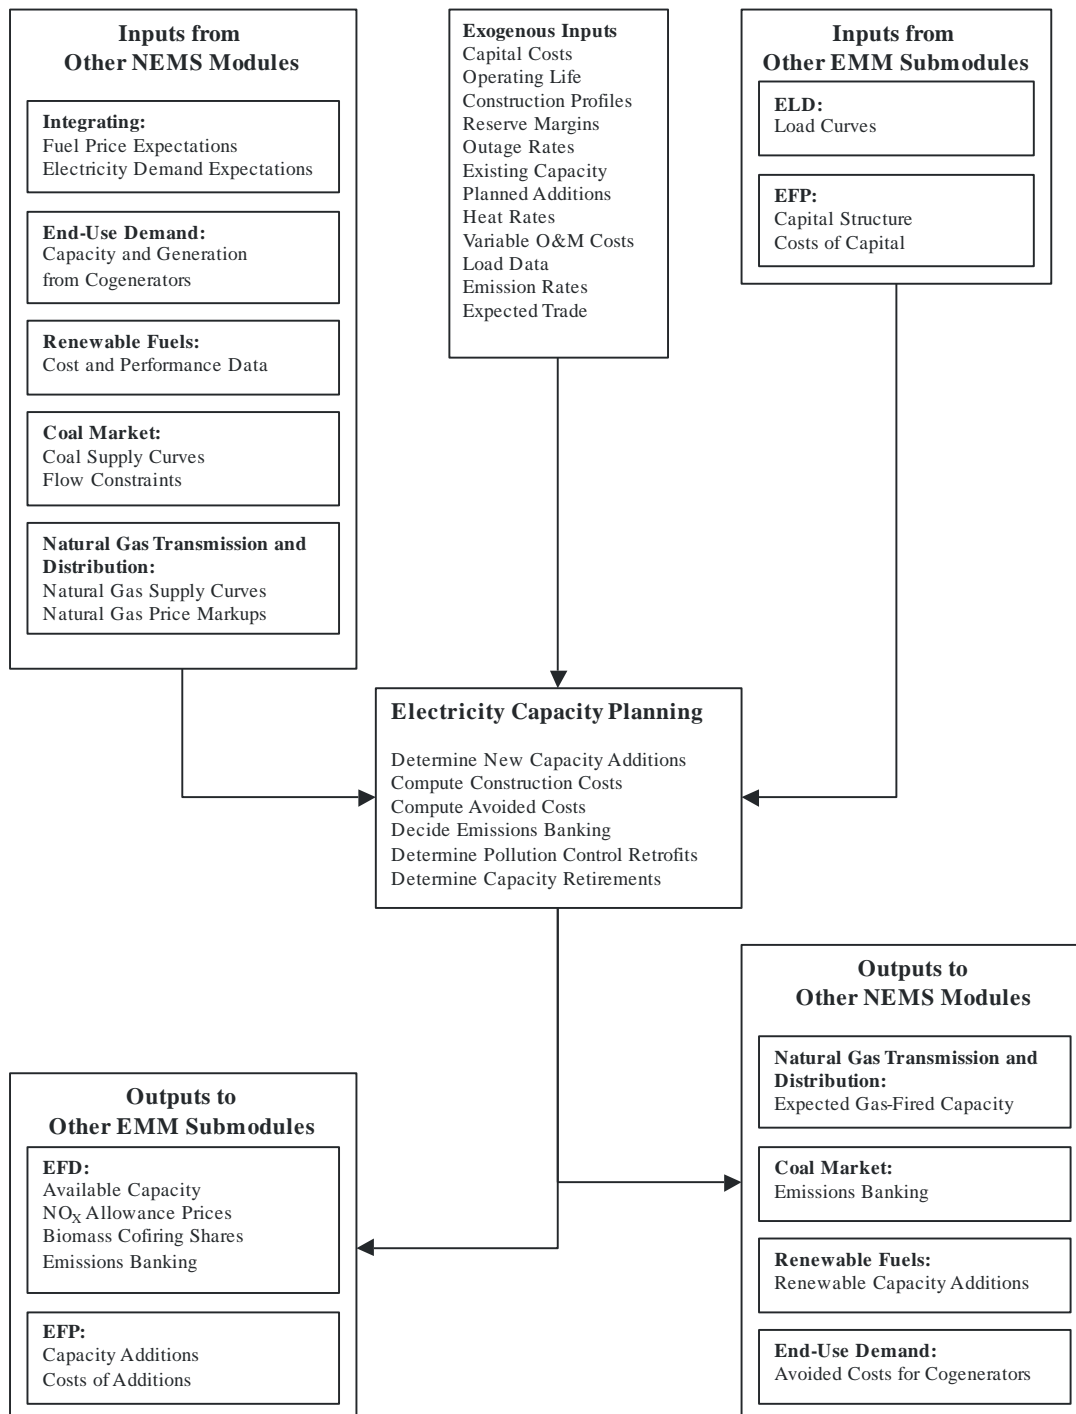 Inputs from
Other NEMS Modules
Integrating:
Fuel Price Expectations
Electricity Demand Expectations
End-Use Demand:
Capacity and Generation
from Cogenerators
Renewable Fuels:
Cost and Performance Data
Coal Market:
Coal Supply Curves
Flow Constraints
Natural Gas Transmission and
Distribution:
Natural Gas Supply Curves
Natural Gas Price Markups
Exogenous Inputs
Capital Costs
Operating Life
Construction Profiles
Reserve Margins
Outage Rates
Existing Capacity
Planned Additions
Heat Rates
Variable O&M Costs
Load Data
Emission Rates
Expected Trade
Inputs from
Other EMM Submodules
ELD:
Load Curves
EFP:
Capital Structure
Costs of Capital
Electricity Capacity Planning
Determine New Capacity Additions
Compute Construction Costs
Compute Avoided Costs
Decide Emissions Banking
Determine Pollution Control Retrofits
Determine Capacity Retirements
Outputs to
Other EMM Submodules
EFD:
Available Capacity
NOX Allowance Prices
Biomass Cofiring Shares
Emissions Banking
EFP:
Capacity Additions
Costs of Additions
Outputs to
Other NEMS Modules
Natural Gas Transmission and
Distribution:
Expected Gas-Fired Capacity
Coal Market:
Emissions Banking
Renewable Fuels:
Renewable Capacity Additions
End-Use Demand:
Avoided Costs for Cogenerators